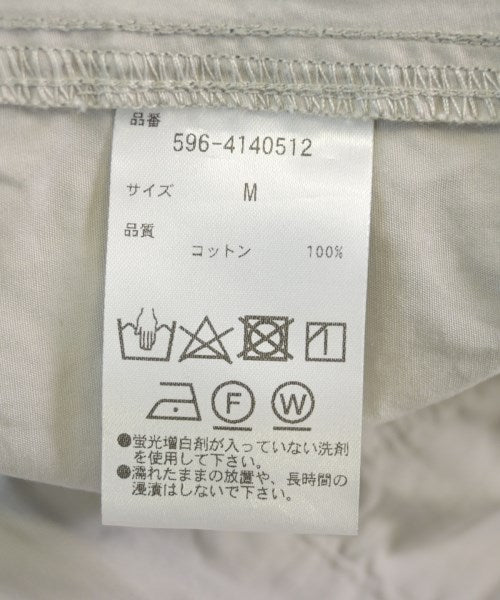 品番
596-4140512
サイズ M
品質
コットン 100%
F W
●蛍光増白剤が入っていない洗剤
を使用して下さい。
●濡れたままの放置や、長時間の
浸漬はしないで下さい。